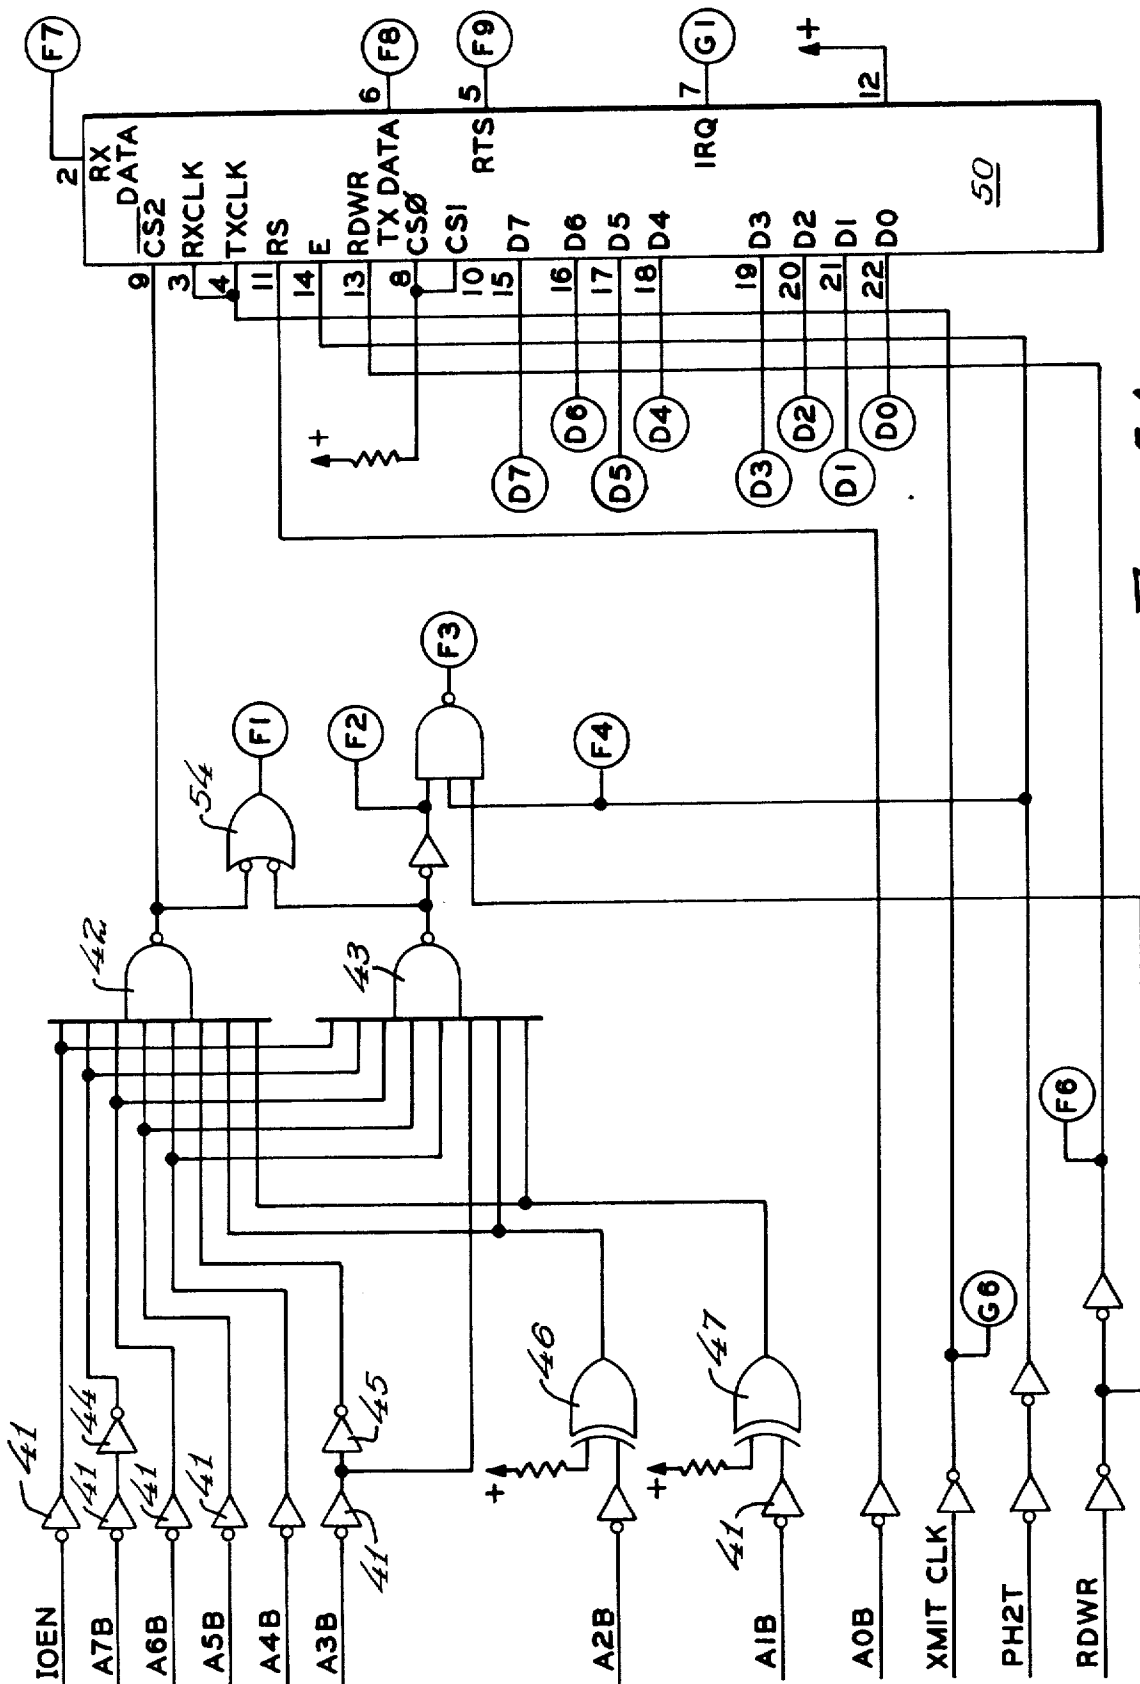 IOEN
A7B
A6B
A5B
A4B
A3B
A2B
A1B
A0B
XMIT CLK
PH2T
RDWR
41
41
44
41
41
41
45
46
+
47
+
41
G6
F6
42
43
54
F1
F2
F3
F4
+
D7
D6
D5
D4
D3
D2
D1
D0
9
3
4
11
14
13
8
10
15
16
17
18
19
20
21
22
2
RX
DATA
CS2
RXCLK
TXCLK
RS
E
RDWR
TX DATA
CSØ
CS1
D7
D6
D5
D4
D3
D2
D1
D0
RTS
IRQ
50
6
5
7
12
F7
F8
F9
G1
+